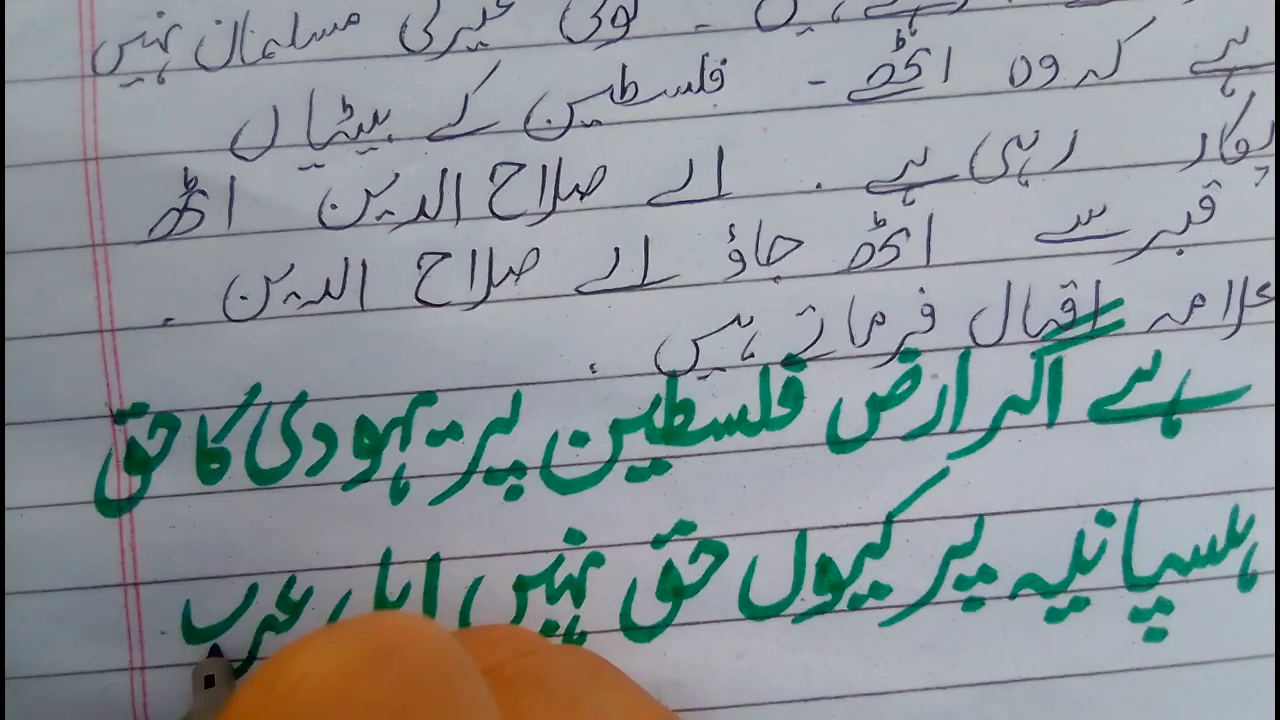 کوئی غیرتی مسلمان نہیں
ہے کہ وہ اٹھے - فلسطین کے بیٹیاں
پکار رہی ہے . اے صلاح الدین اٹھ
قبر سے اٹھ جاؤ اے صلاح الدین .
علامہ اقبال فرماتے ہیں .
ہے اگر ارض فلسطین پر یہودی کا حق
ہسپانیہ پر کیوں حق نہیں اہل عرب